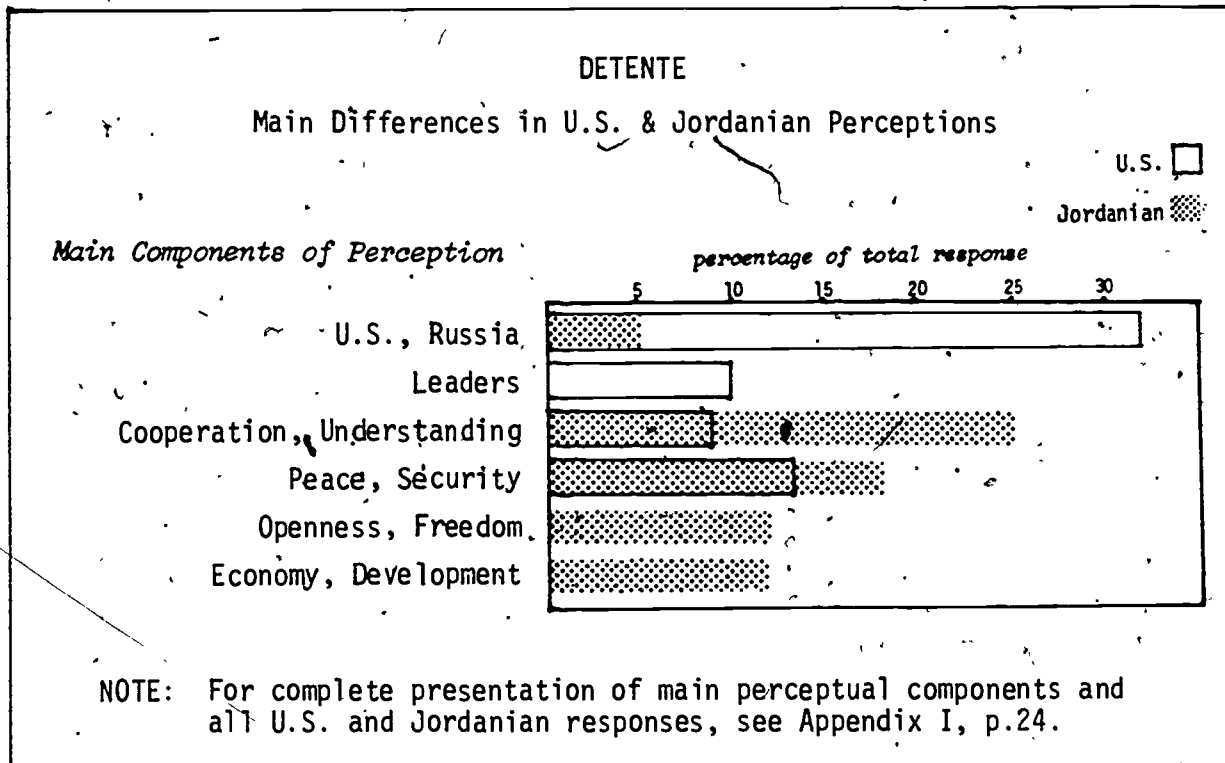 DETENTE
Main Differences in U.S. & Jordanian Perceptions
U.S.
Jordanian
Main Components of Perception
percentage of total response
5 10 15 20 25 30
U.S., Russia
Leaders
Cooperation, Understanding
Peace, Security
Openness, Freedom
Economy, Development
NOTE: For complete presentation of main perceptual components and
all U.S. and Jordanian responses, see Appendix I, p.24.